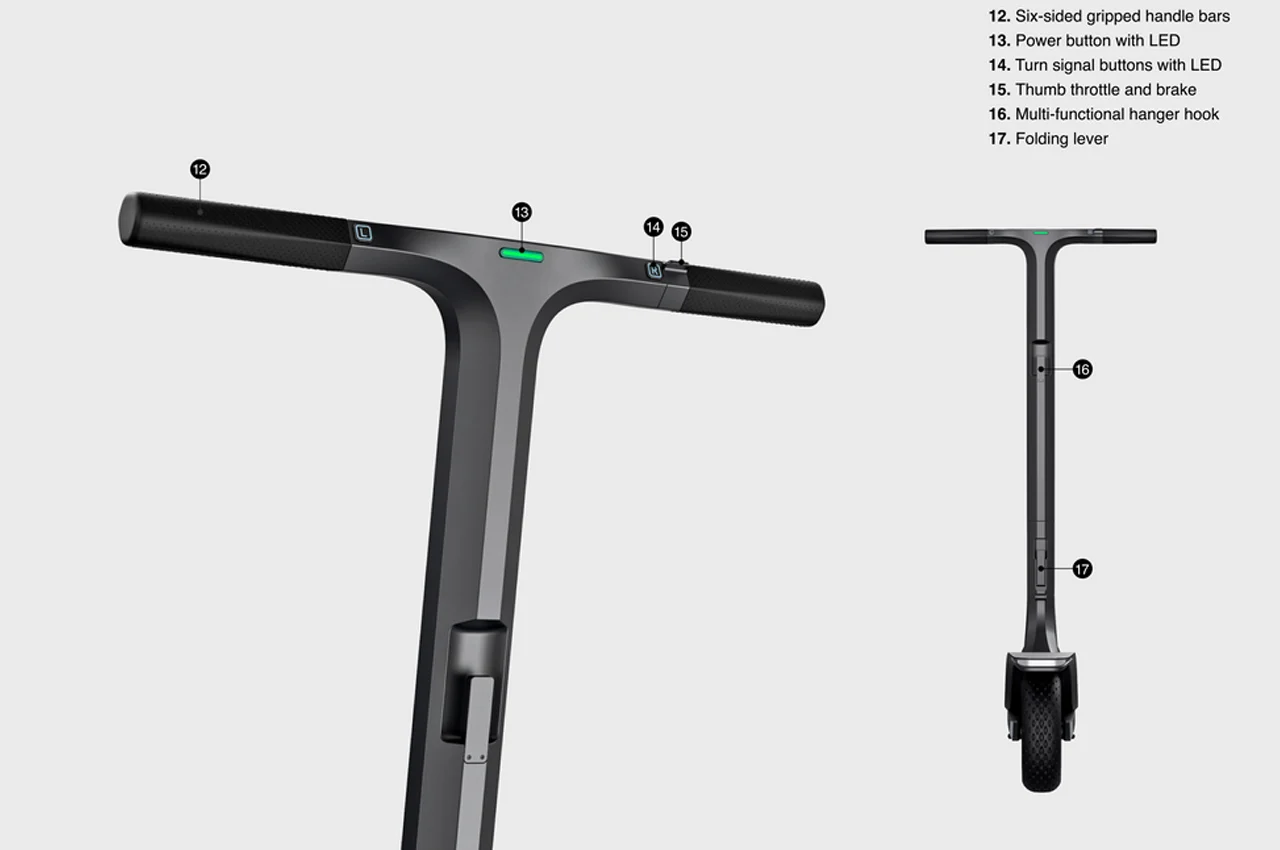 12. Six-sided gripped handle bars
13. Power button with LED
14. Turn signal buttons with LED
15. Thumb throttle and brake
16. Multi-functional hanger hook
17. Folding lever
12
13
14
15
L
R
16
17